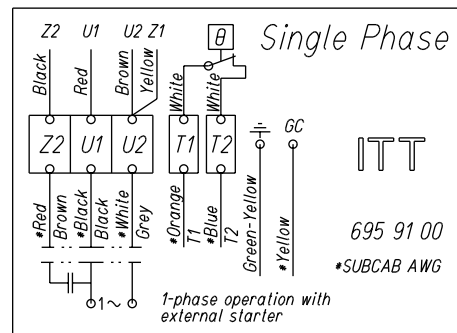 Z2 U1 U2 Z1
θ
Single Phase
Black
Red
Brown
Yellow
White
White
Z2 U1 U2 T1 T2
GC
ITT
#Red
Brown
#Black
Black
#White
Grey
#Orange
T1
#Blue
T2
Green-Yellow
#Yellow
695 91 00
#SUBCAB AWG
1~
1-phase operation with
external starter